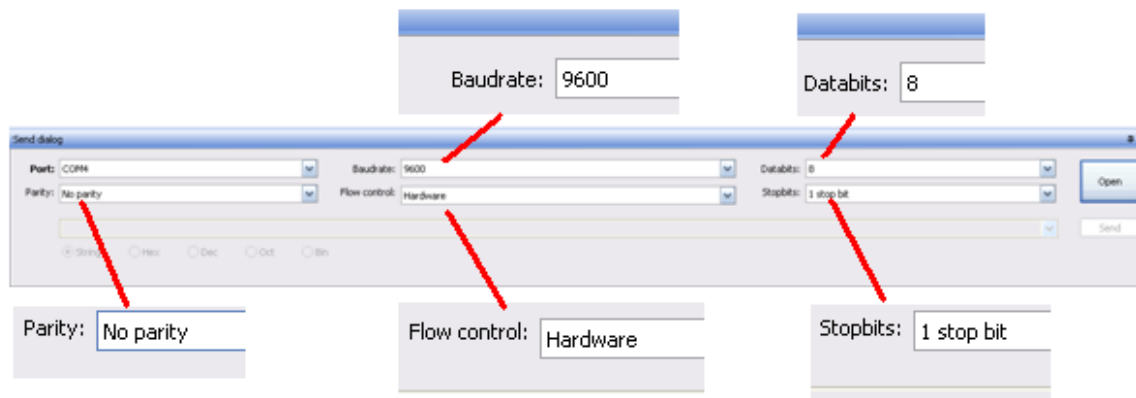 Baudrate: 9600
Databits: 8
Send dialog
Port: COM4 Baudrate: 9600 Databits: 8
Open
Parity: No parity Flow control: Hardware Stopbits: 1 stop bit
Send
String Hex Dec Oct Bin
Parity: No parity
Flow control: Hardware
Stopbits: 1 stop bit